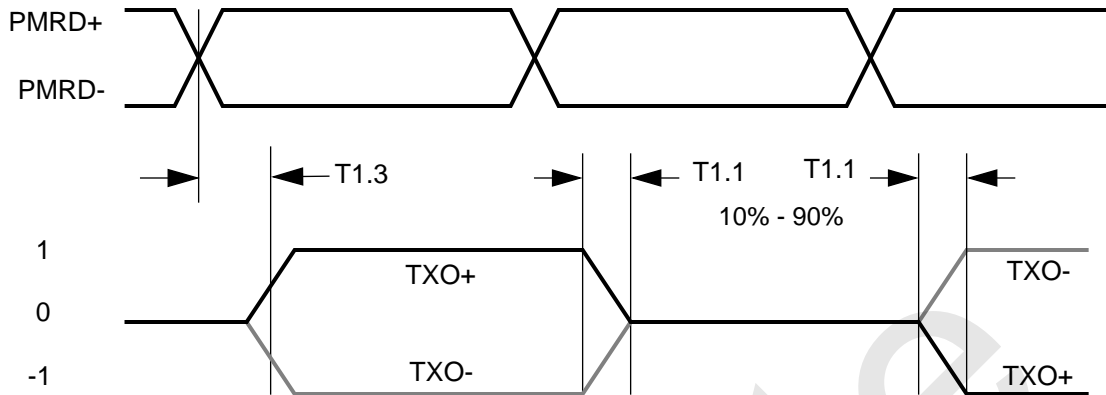 PMRD+
PMRD-
T1.3
T1.1
T1.1
10% - 90%
1
TXO+
TXO-
0
-1
TXO-
TXO+